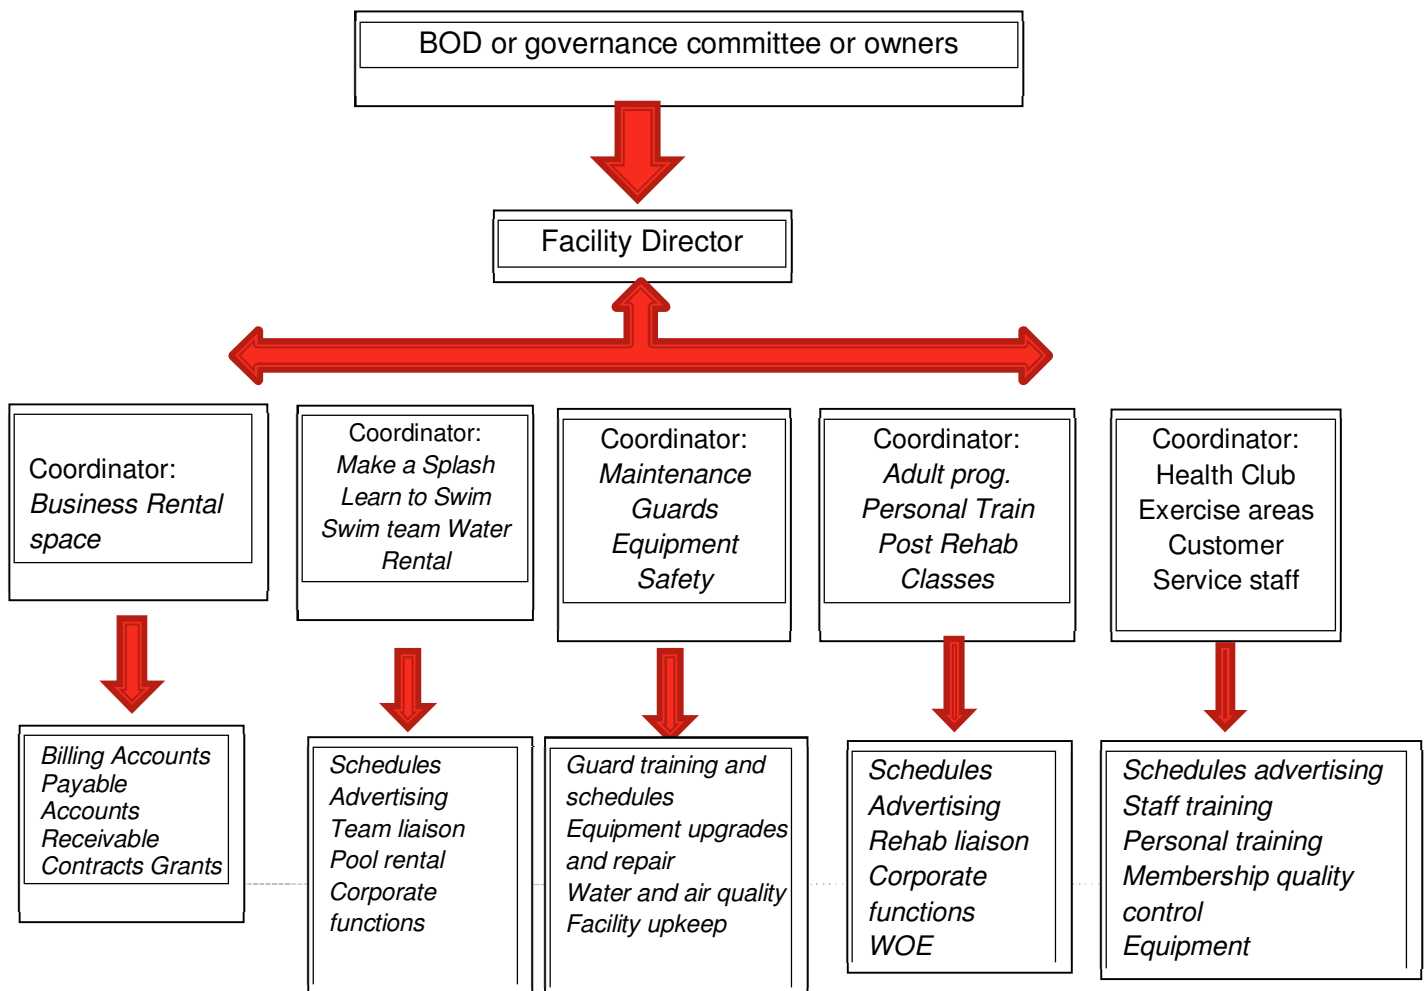 BOD or governance committee or owners
Facility Director
Coordinator:
Business Rental
space
Coordinator:
Make a Splash
Learn to Swim
Swim team Water
Rental
Coordinator:
Maintenance
Guards
Equipment
Safety
Coordinator:
Adult prog.
Personal Train
Post Rehab
Classes
Coordinator:
Health Club
Exercise areas
Customer
Service staff
Billing Accounts
Payable
Accounts
Receivable
Contracts Grants
Schedules
Advertising
Team liaison
Pool rental
Corporate
functions
Guard training and
schedules
Equipment upgrades
and repair
Water and air quality
Facility upkeep
Schedules
Advertising
Rehab liaison
Corporate
functions
WOE
Schedules advertising
Staff training
Personal training
Membership quality
control
Equipment